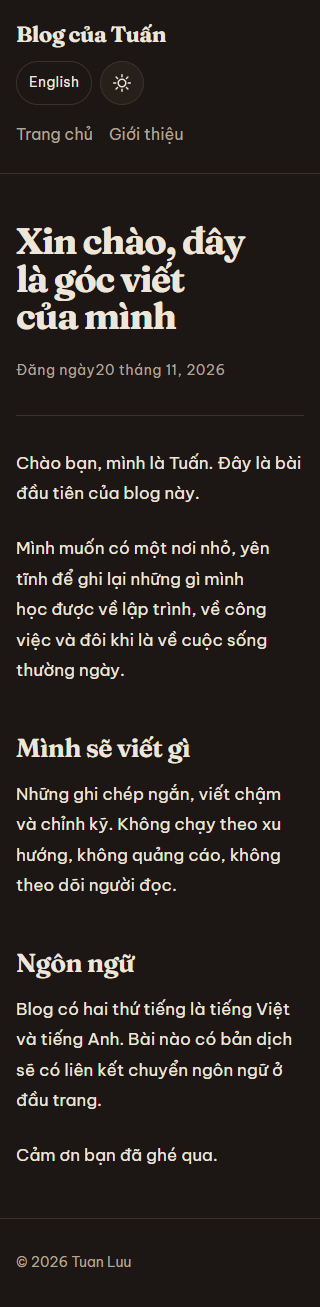 Blog của Tuấn
English
Trang chủ Giới thiệu
Xin chào, đây
là góc viết
của mình
Đăng ngày20 tháng 11, 2026
Chào bạn, mình là Tuấn. Đây là bài
đầu tiên của blog này.
Mình muốn có một nơi nhỏ, yên
tĩnh để ghi lại những gì mình
học được về lập trình, về công
việc và đôi khi là về cuộc sống
thường ngày.
Mình sẽ viết gì
Những ghi chép ngắn, viết chậm
và chỉnh kỹ. Không chạy theo xu
hướng, không quảng cáo, không
theo dõi người đọc.
Ngôn ngữ
Blog có hai thứ tiếng là tiếng Việt
và tiếng Anh. Bài nào có bản dịch
sẽ có liên kết chuyển ngôn ngữ ở
đầu trang.
Cảm ơn bạn đã ghé qua.
© 2026 Tuan Luu